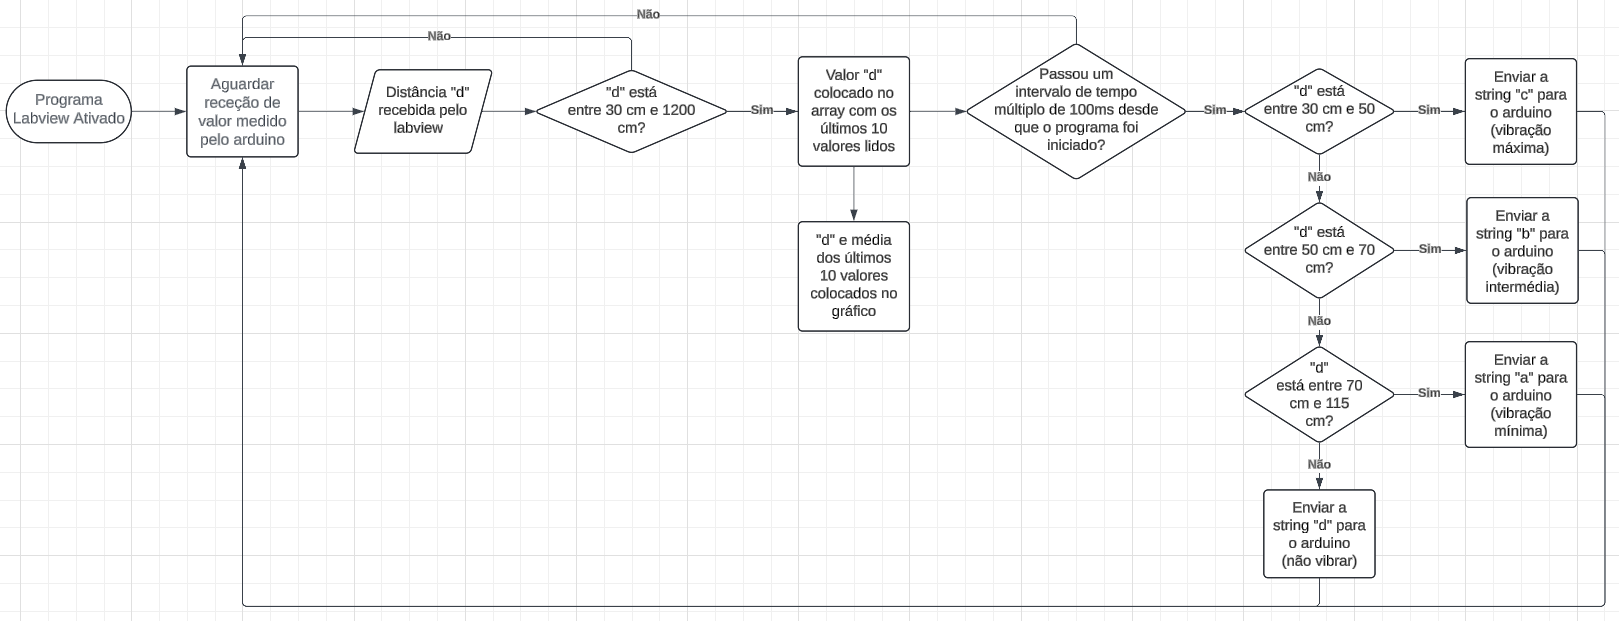 Não
Não
Programa
Labview Ativado
Aguardar
receção de
valor medido
pelo arduino
Distância "d"
recebida pelo
labview
"d" está
entre 30 cm e 1200
cm?
Sim
Valor "d"
colocado no
array com os
últimos 10
valores lidos
"d" e média
dos últimos
10 valores
colocados no
gráfico
Passou um
intervalo de tempo
múltiplo de 100ms desde
que o programa foi
iniciado?
Sim
"d" está
entre 30 cm e 50
cm?
Sim
Enviar a
string "c" para
o arduino
(vibração
máxima)
Não
"d" está
entre 50 cm e 70
cm?
Sim
Enviar a
string "b" para
o arduino
(vibração
intermédia)
Não
"d"
está entre 70
cm e 115
cm?
Sim
Enviar a
string "a" para
o arduino
(vibração
mínima)
Não
Enviar a
string "d" para
o arduino
(não vibrar)